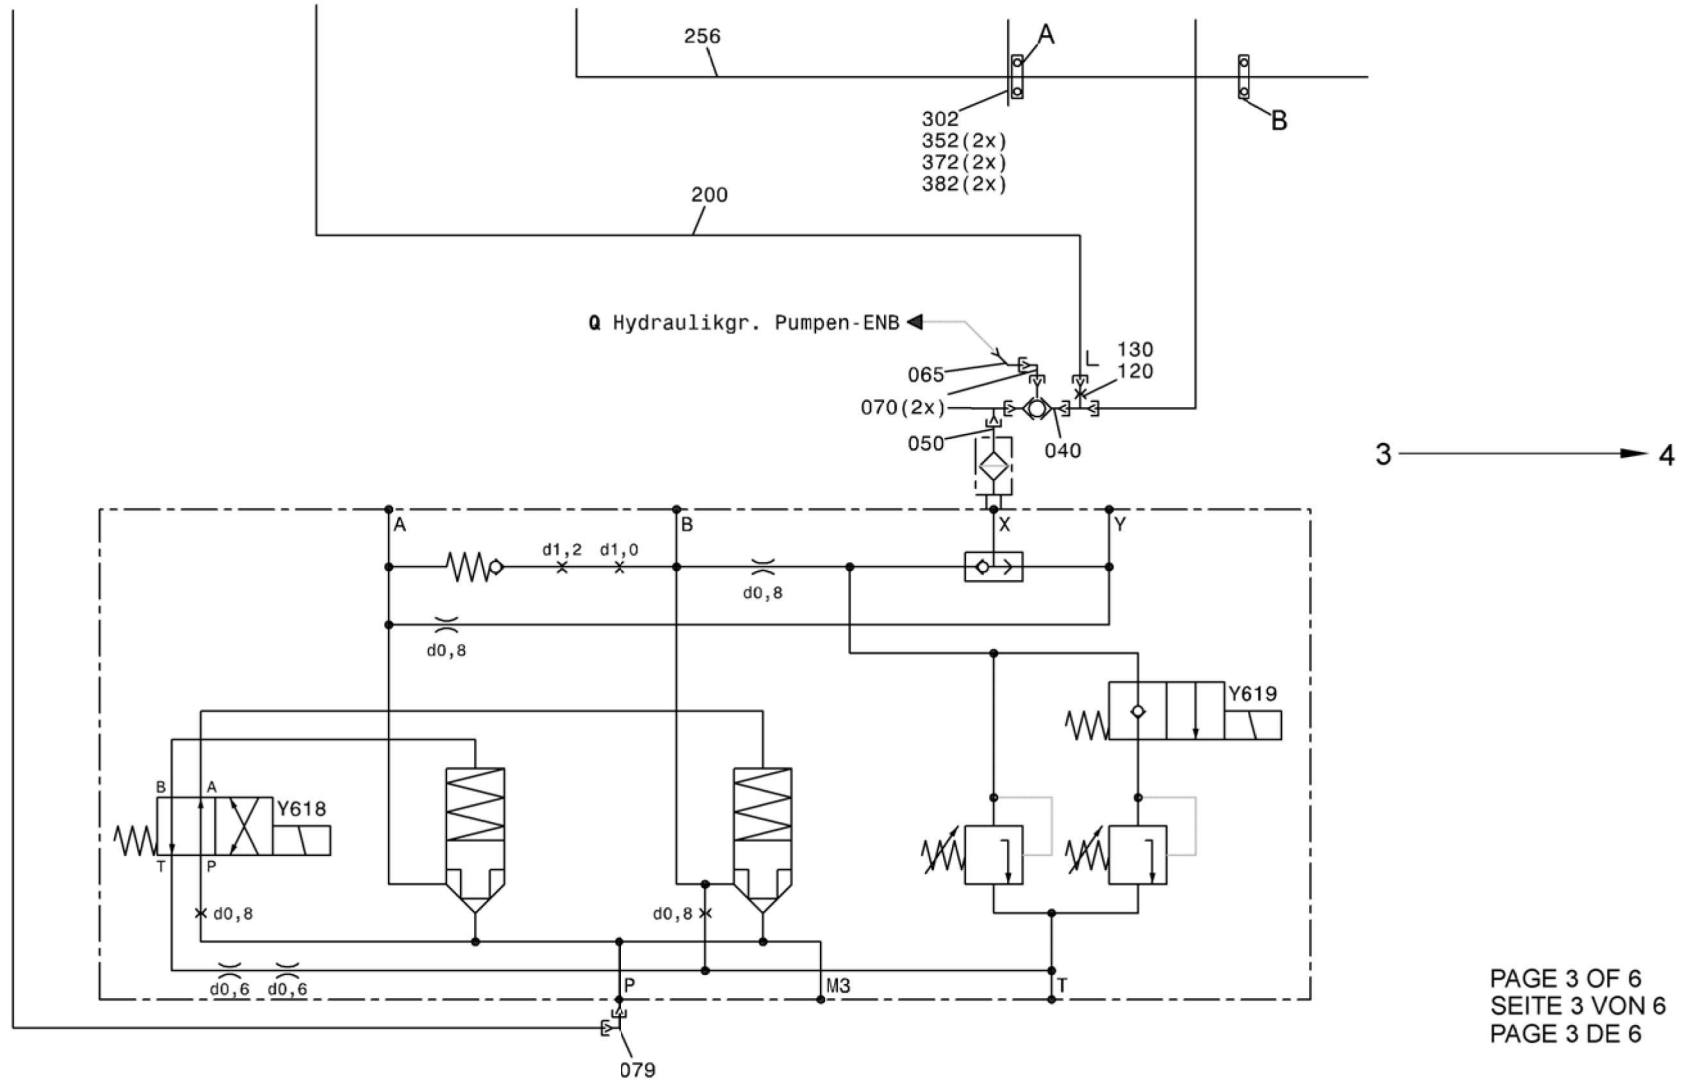 256
A
302
352(2x)
372(2x)
382(2x)
B
200
Q Hydraulikgr. Pumpen-ENB
L
130
120
065
070(2x)
050
040
3
4
A
B
X
Y
d1,2 d1,0
d0,8
d0,8
Y619
B A
Y618
T P
d0,8
d0,8
d0,6 d0,6
P
M3
T
079
PAGE 3 OF 6
SEITE 3 VON 6
PAGE 3 DE 6